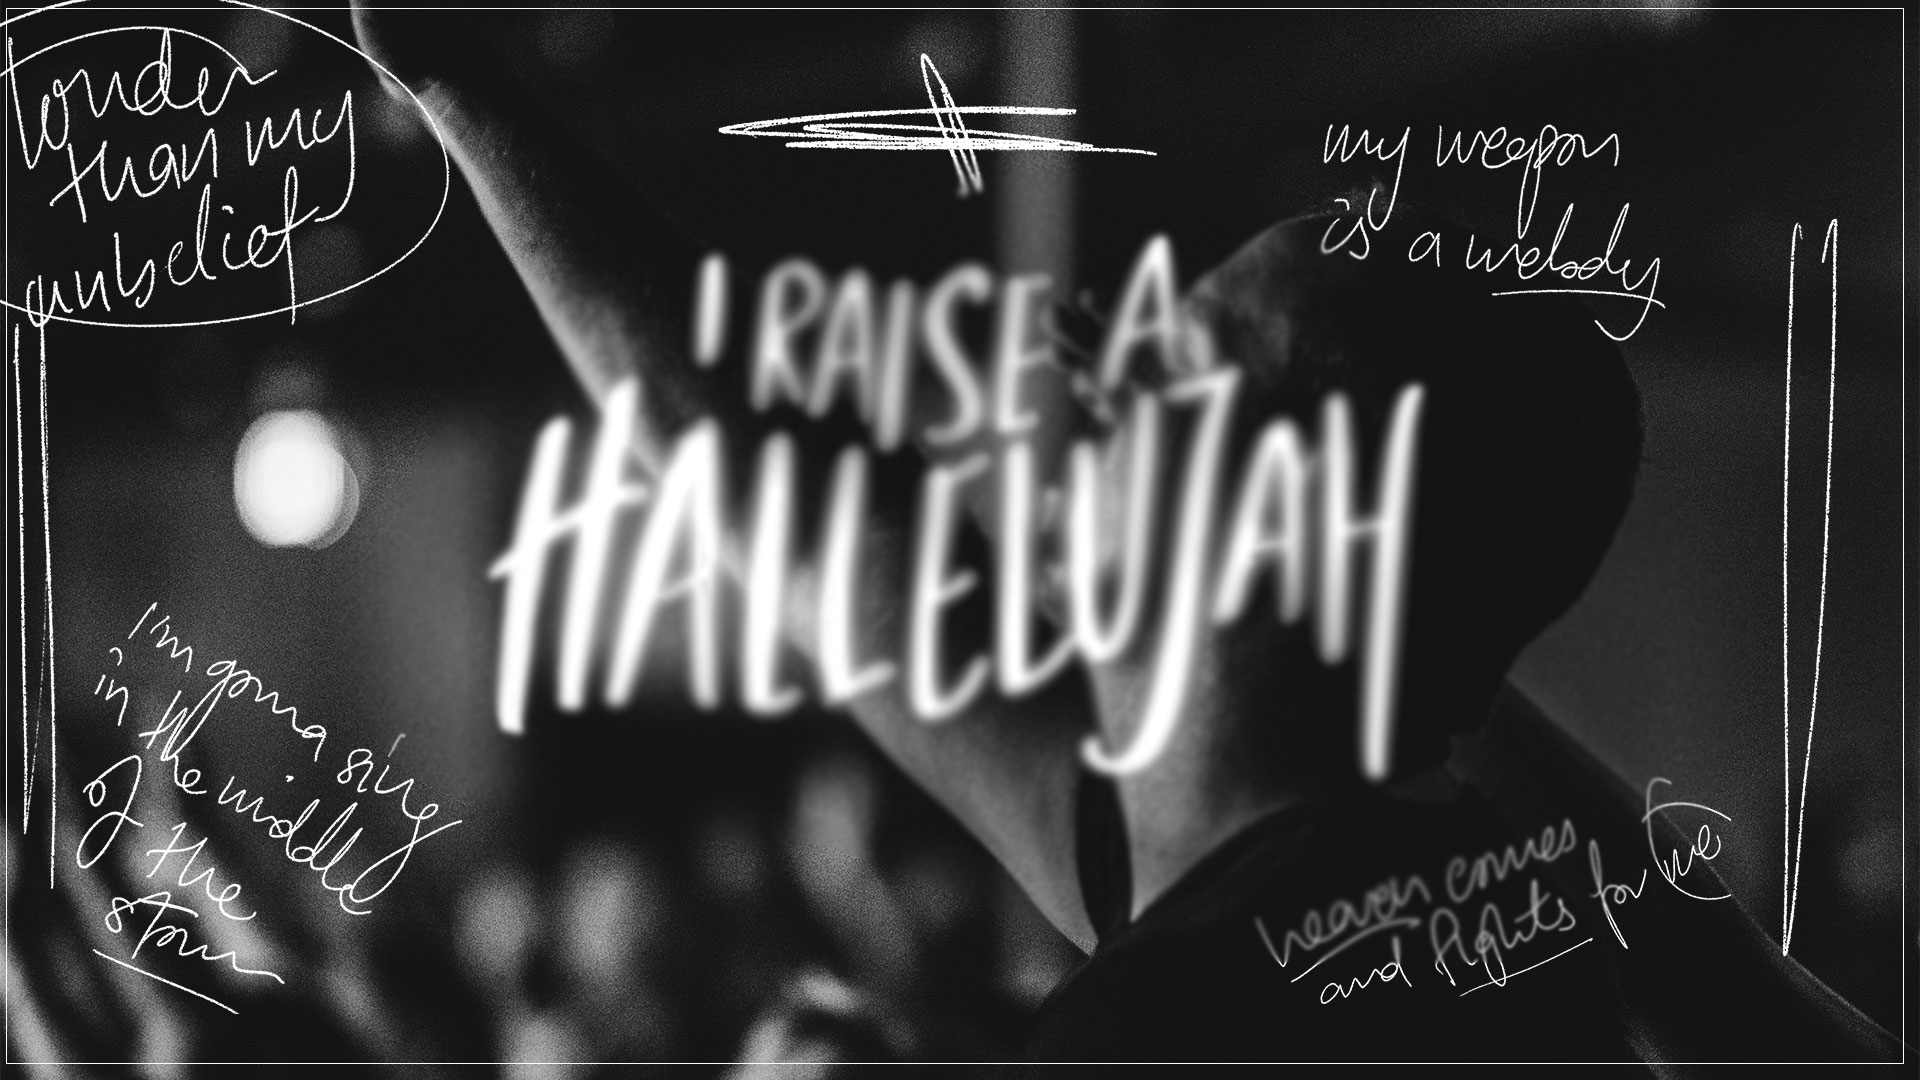 louder
than my
unbelief
my weapon
is a melody
I RAISE A
HALLELUJAH
I'm gonna sing
in the middle
of the
storm
heaven comes
and fights for me